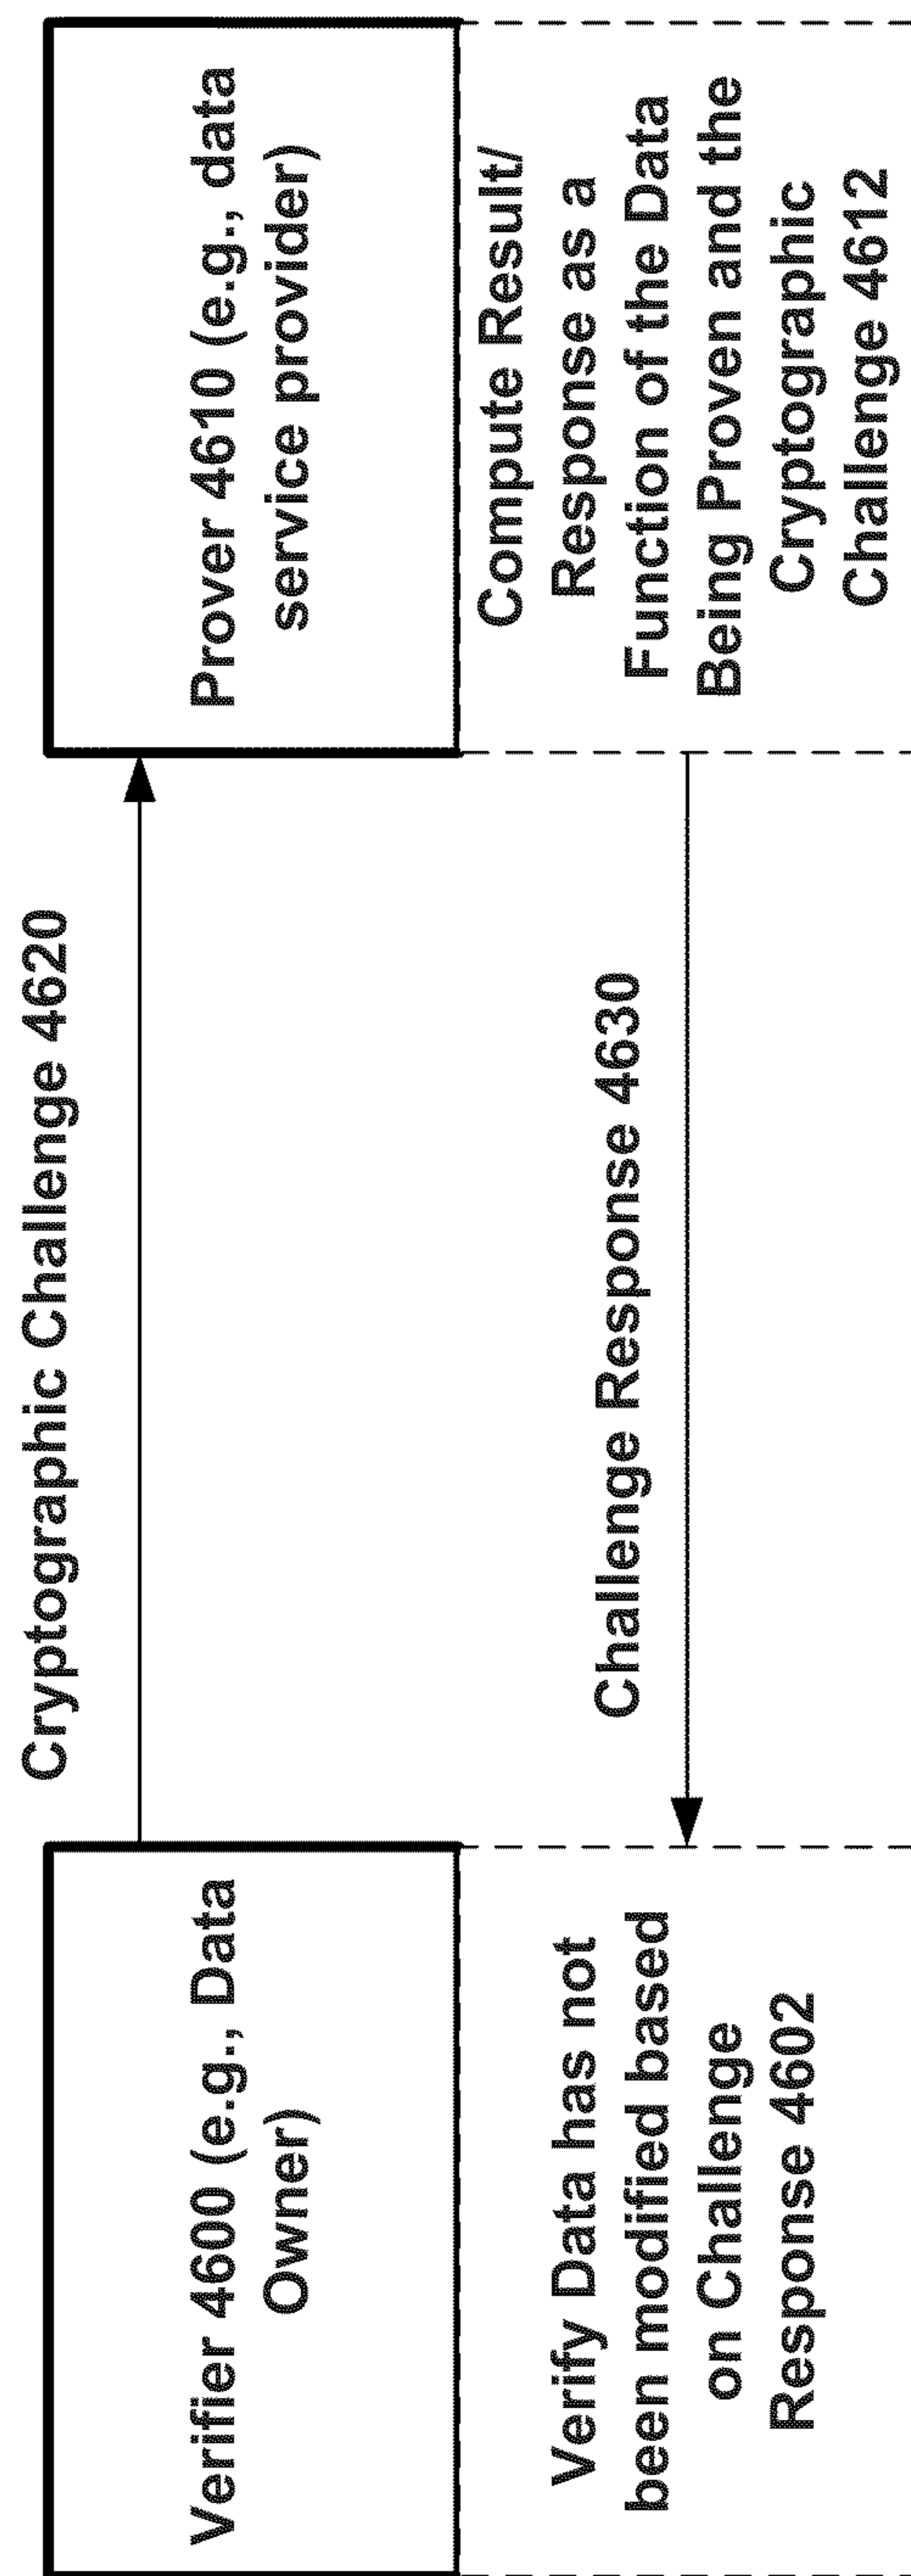 Cryptographic Challenge 4620
Verifier 4600 (e.g., Data
Owner)
Prover 4610 (e.g., data
service provider)
Verify Data has not
been modified based
on Challenge
Response 4602
Challenge Response 4630
Compute Result/
Response as a
Function of the Data
Being Proven and the
Cryptographic
Challenge 4612